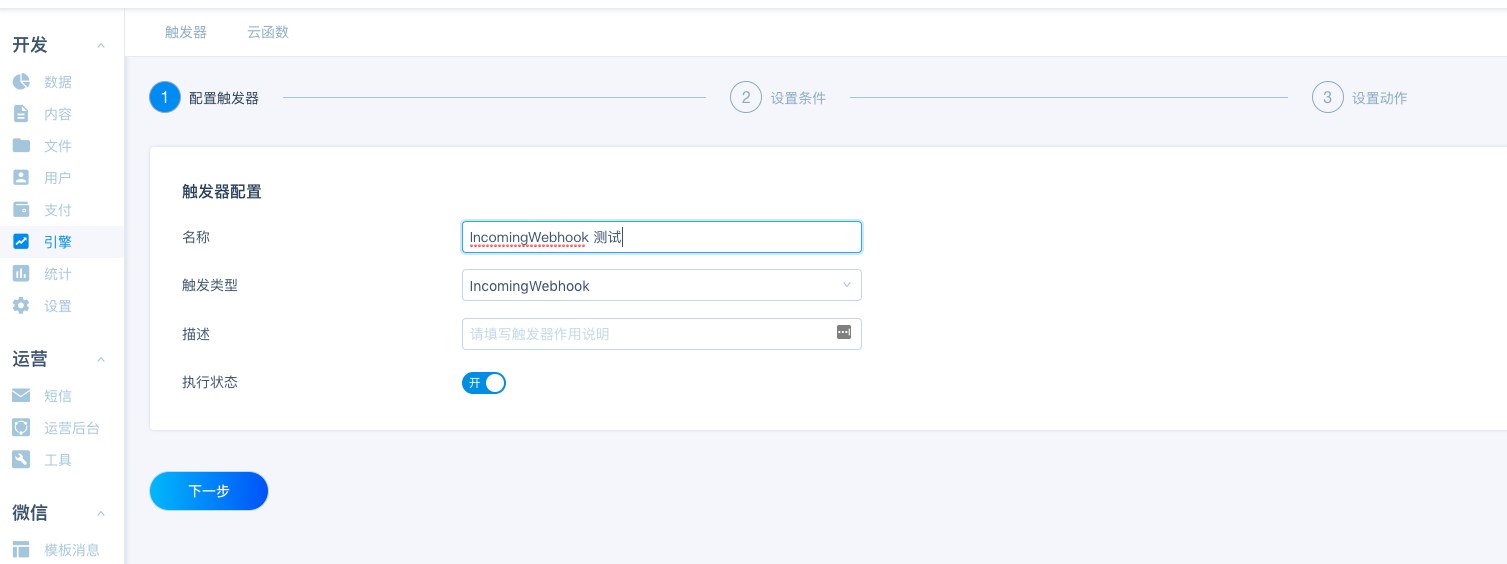 触发器 云函数
开发
数据
内容
文件
用户
支付
引擎
统计
设置
运营
短信
运营后台
工具
微信
模板消息
1 配置触发器 2 设置条件 3 设置动作
触发器配置
名称 IncomingWebhook 测试
触发类型 IncomingWebhook
描述 请填写触发器作用说明
执行状态 开
下一步